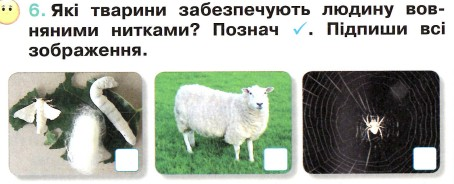 6. Які тварини забезпечують людину вов-
няними нитками? Познач ✓. Підпиши всі
зображення.